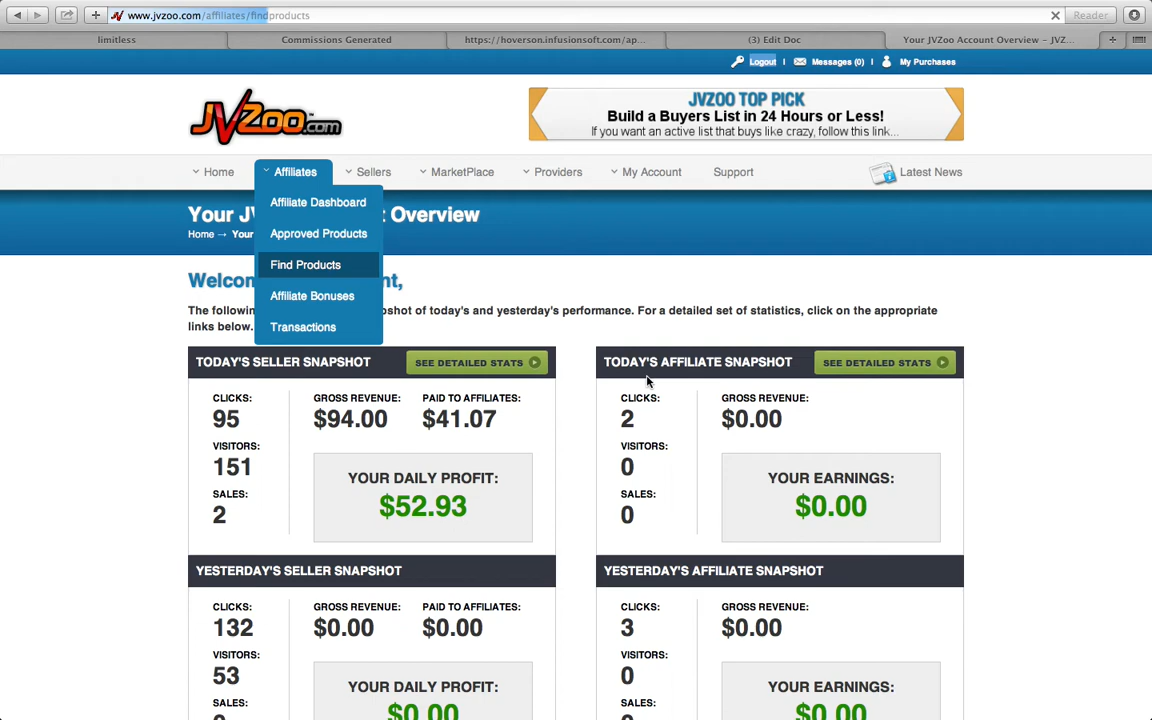 www.jvzoo.com/affiliates/findproducts
Reader
limitless
Commissions Generated
https://hoverson.infusionsoft.com/ap...
(3) Edit Doc
Your JVZoo Account Overview – JVZ...
Logout | Messages (0) | My Purchases
JVZoo.com
JVZOO TOP PICK
Build a Buyers List in 24 Hours or Less!
If you want an active list that buys like crazy, follow this link...
Home
Affiliates
Sellers
MarketPlace
Providers
My Account
Support
Latest News
Affiliate Dashboard
Approved Products
Find Products
Affiliate Bonuses
Transactions
Your JV
t Overview
Home → Your
Welcom
nt,
The following
pshot of today's and yesterday's performance. For a detailed set of statistics, click on the appropriate
links below.
TODAY'S SELLER SNAPSHOT
SEE DETAILED STATS
CLICKS:
95
VISITORS:
151
SALES:
2
GROSS REVENUE:
$94.00
PAID TO AFFILIATES:
$41.07
YOUR DAILY PROFIT:
$52.93
TODAY'S AFFILIATE SNAPSHOT
SEE DETAILED STATS
CLICKS:
2
VISITORS:
0
SALES:
0
GROSS REVENUE:
$0.00
YOUR EARNINGS:
$0.00
YESTERDAY'S SELLER SNAPSHOT
CLICKS:
132
VISITORS:
53
SALES:
GROSS REVENUE:
$0.00
PAID TO AFFILIATES:
$0.00
YOUR DAILY PROFIT:
$0.00
YESTERDAY'S AFFILIATE SNAPSHOT
CLICKS:
3
VISITORS:
0
SALES:
GROSS REVENUE:
$0.00
YOUR EARNINGS:
$0.00